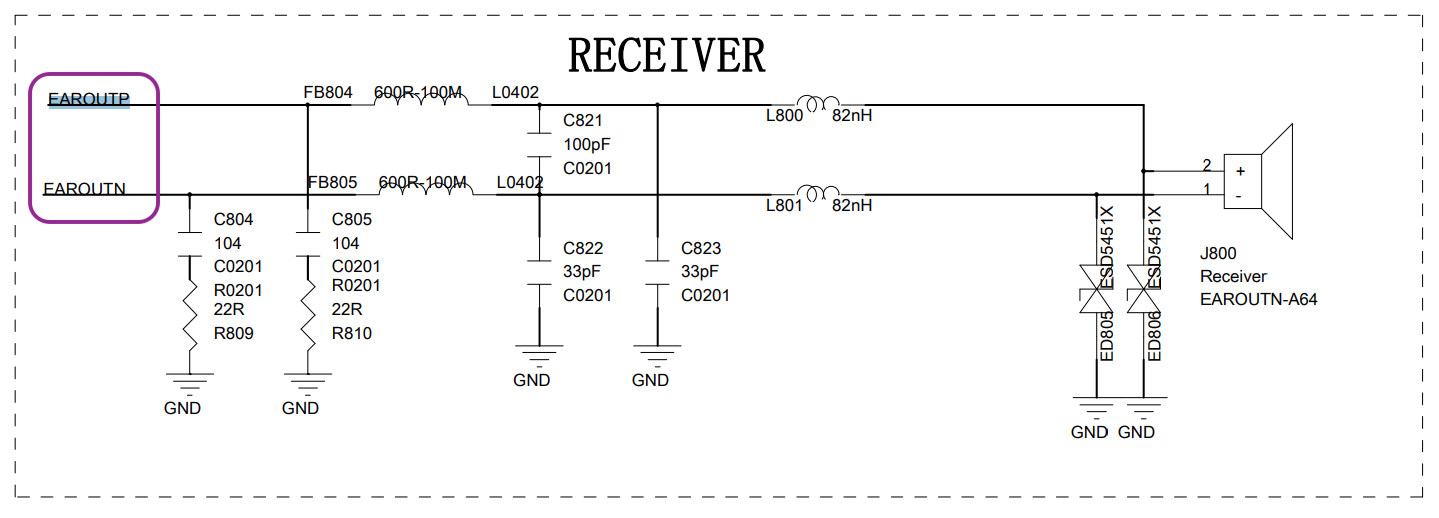 RECEIVER
EAROUTP
FB804 600R-100M L0402
L800 82nH
C821
100pF
C0201
EAROUTN
FB805 600R-100M L0402
L801 82nH
2
+
1
-
C804
104
C0201
R0201
22R
R809
GND
C805
104
C0201
R0201
22R
R810
GND
C822
33pF
C0201
GND
C823
33pF
C0201
GND
ESD5451X
ED805
GND
ESD5451X
ED806
GND
J800
Receiver
EAROUTN-A64